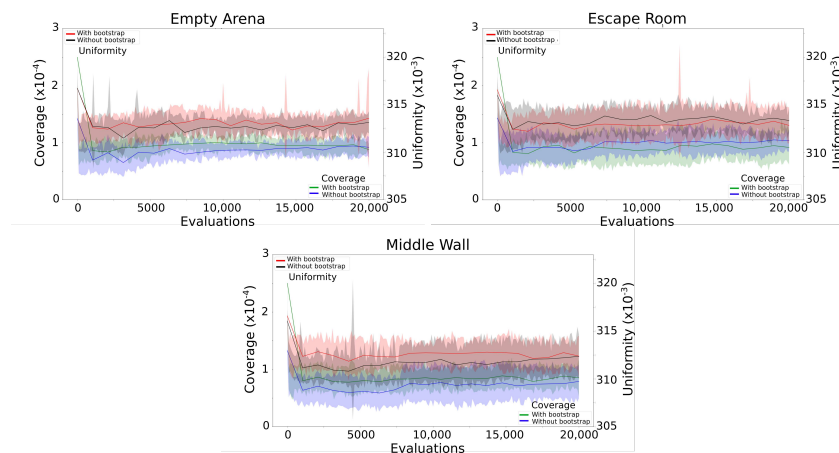 Empty Arena
3
2
1
0
Coverage (x10-4)
With bootstrap
Without bootstrap
Uniformity
320
315
310
305
Uniformity (x10-3)
Coverage
With bootstrap
Without bootstrap
0 5000 10,000 15,000 20,000
Evaluations
Escape Room
3
2
1
0
Coverage (x10-4)
With bootstrap
Without bootstrap
Uniformity
320
315
310
305
Uniformity (x10-3)
Coverage
With bootstrap
Without bootstrap
0 5000 10,000 15,000 20,000
Evaluations
Middle Wall
3
2
1
0
Coverage (x10-4)
With bootstrap
Without bootstrap
Uniformity
320
315
310
305
Uniformity (x10-3)
Coverage
With bootstrap
Without bootstrap
0 5000 10,000 15,000 20,000
Evaluations